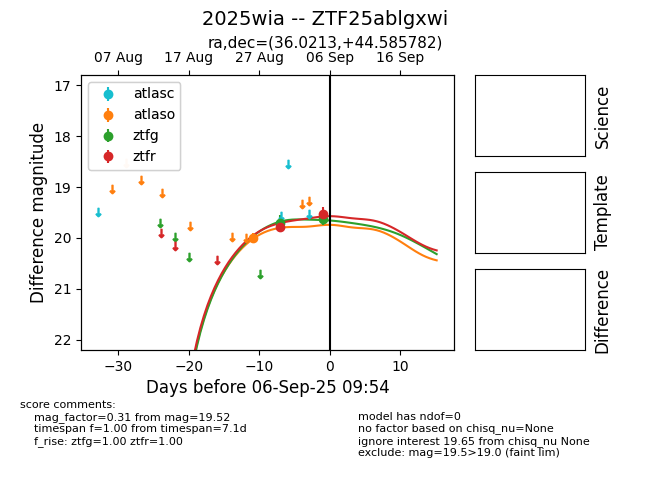 2025wia -- ZTF25ablgxwi
ra,dec=(36.0213,+44.585782)
07 Aug 17 Aug 27 Aug 06 Sep 16 Sep
17
18
19
20
21
22
Difference magnitude
atlasc
atlaso
ztfg
ztfr
−30 −20 −10 0 10
Days before 06-Sep-25 09:54
Science
Template
Difference
score comments:
mag_factor=0.31 from mag=19.52
timespan f=1.00 from timespan=7.1d
f_rise: ztfg=1.00 ztfr=1.00
model has ndof=0
no factor based on chisq_nu=None
ignore interest 19.65 from chisq_nu None
exclude: mag=19.5>19.0 (faint lim)